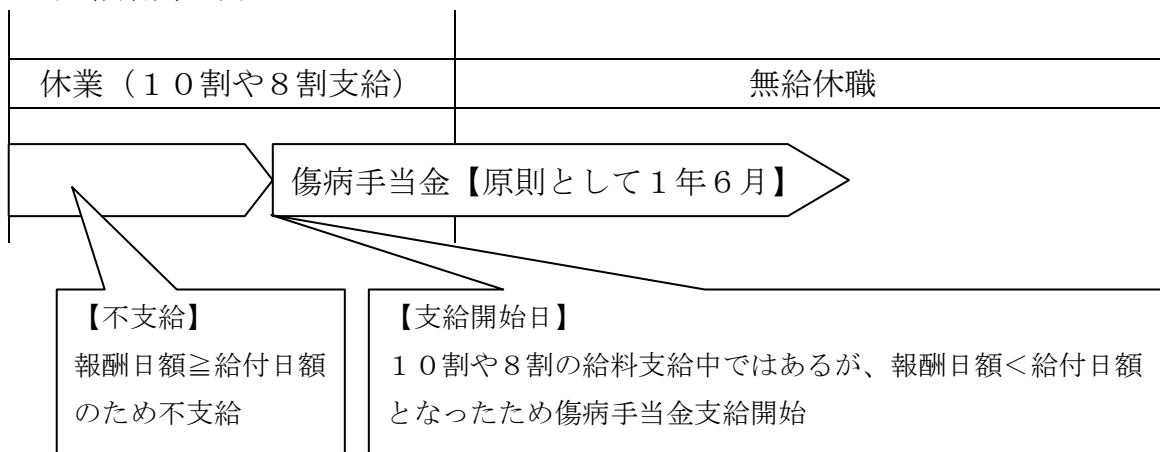 休業（１０割や８割支給）
無給休職
傷病手当金【原則として１年６月】
【不支給】
報酬日額≧給付日額
のため不支給
【支給開始日】
１０割や８割の給料支給中ではあるが、報酬日額＜給付日額
となったため傷病手当金支給開始